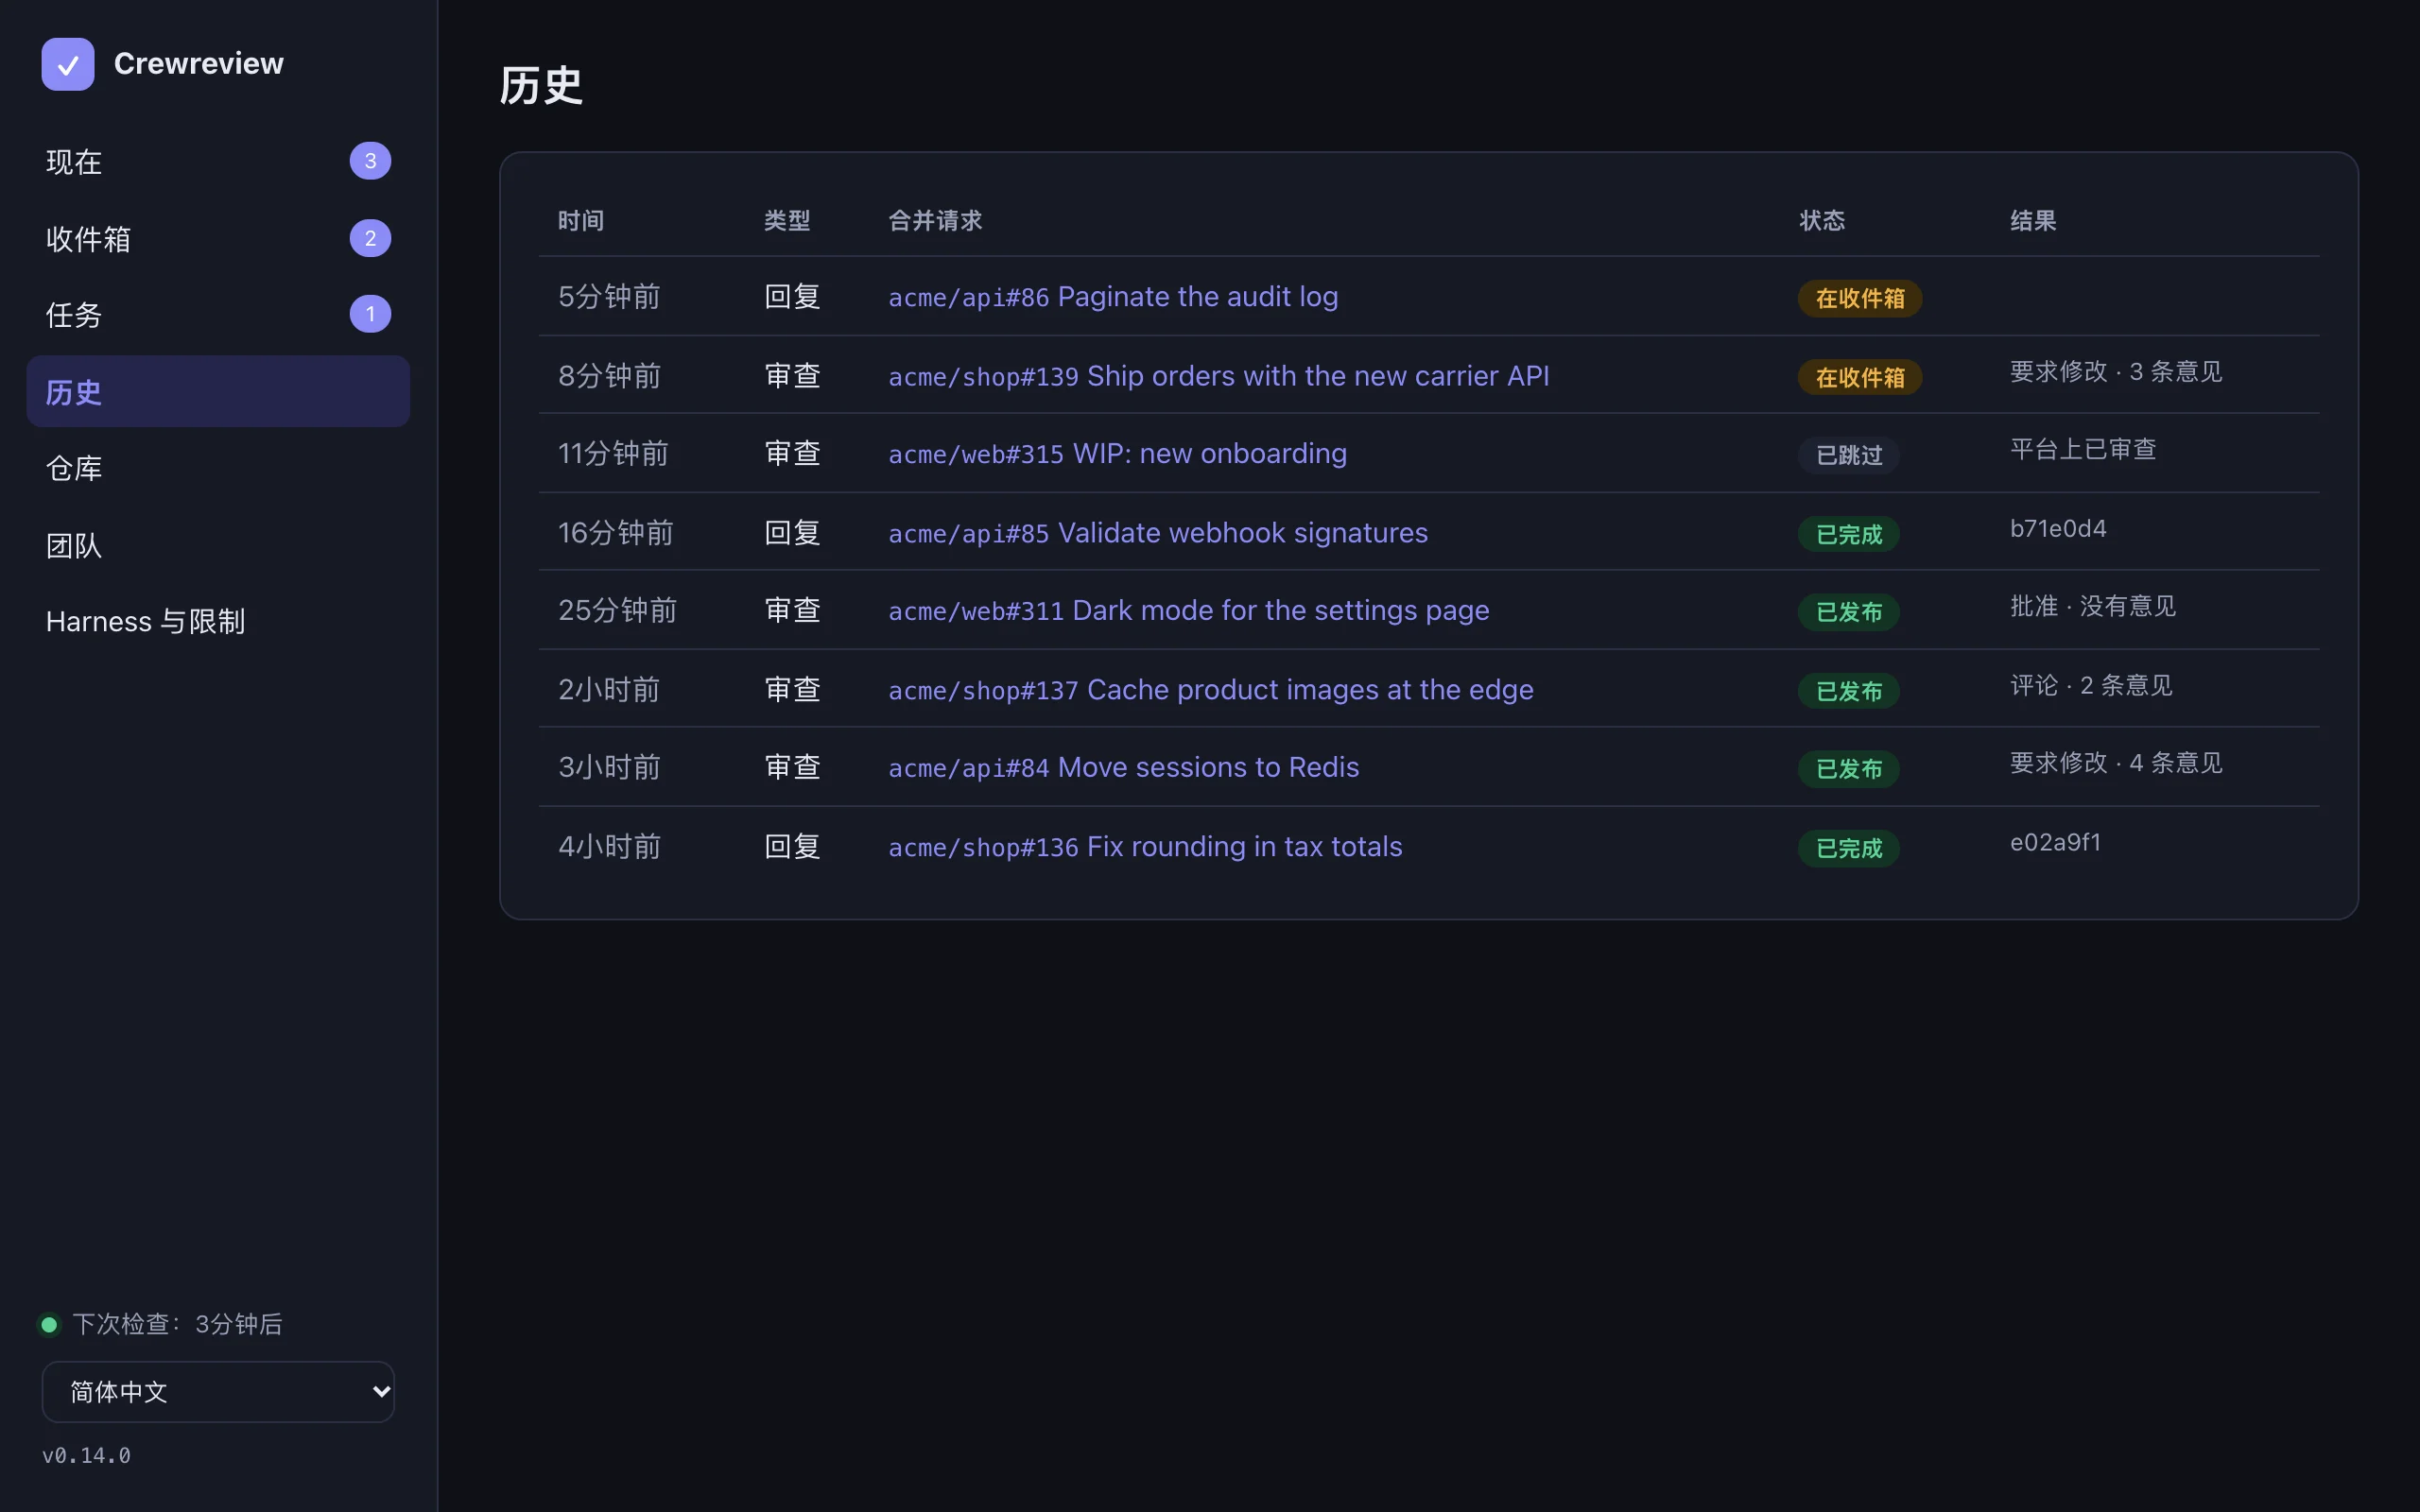 Crewreview
现在 3
收件箱 2
任务 1
历史
仓库
团队
Harness 与限制
下次检查：3分钟后
简体中文
v0.14.0
历史
时间 类型 合并请求 状态 结果
5分钟前 回复 acme/api#86 Paginate the audit log 在收件箱
8分钟前 审查 acme/shop#139 Ship orders with the new carrier API 在收件箱 要求修改 · 3 条意见
11分钟前 审查 acme/web#315 WIP: new onboarding 已跳过 平台上已审查
16分钟前 回复 acme/api#85 Validate webhook signatures 已完成 b71e0d4
25分钟前 审查 acme/web#311 Dark mode for the settings page 已发布 批准 · 没有意见
2小时前 审查 acme/shop#137 Cache product images at the edge 已发布 评论 · 2 条意见
3小时前 审查 acme/api#84 Move sessions to Redis 已发布 要求修改 · 4 条意见
4小时前 回复 acme/shop#136 Fix rounding in tax totals 已完成 e02a9f1